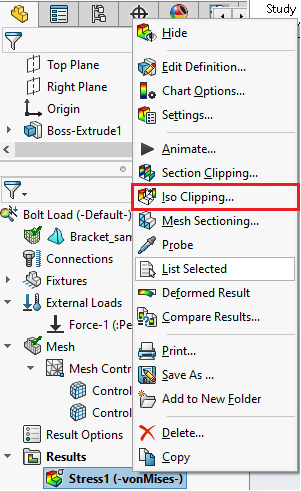 Study
Top Plane
Right Plane
Origin
Boss-Extrude1
Bolt Load (-Default-)
Bracket_sam
Connections
Fixtures
External Loads
Force-1 (:Pe
Mesh
Mesh Contr
Control
Control
Result Options
Results
Stress1 (-vonMises-)
Hide
Edit Definition...
Chart Options...
Settings...
Animate...
Section Clipping...
Iso Clipping...
Mesh Sectioning...
Probe
List Selected
Deformed Result
Compare Results...
Print...
Save As ...
Add to New Folder
Delete...
Copy